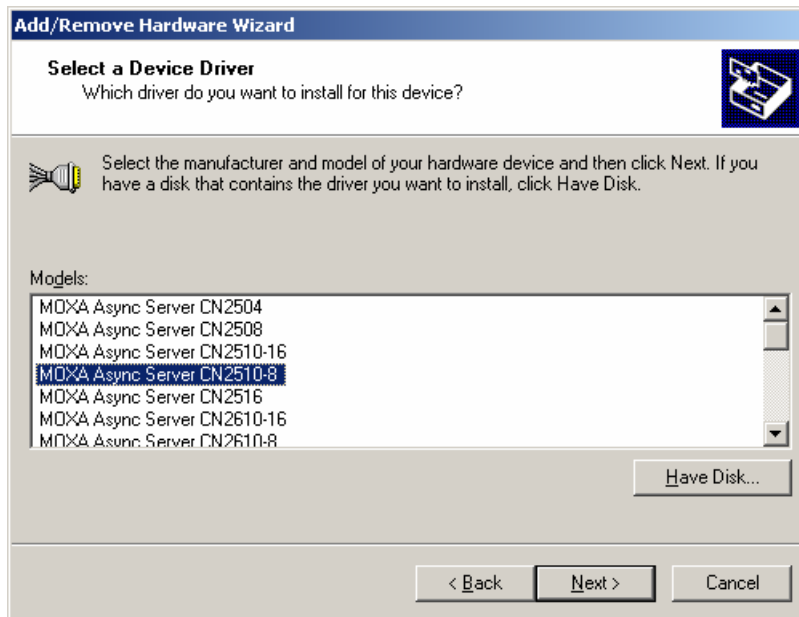 Add/Remove Hardware Wizard
Select a Device Driver
Which driver do you want to install for this device?
Select the manufacturer and model of your hardware device and then click Next. If you
have a disk that contains the driver you want to install, click Have Disk.
Models:
MOXA Async Server CN2504
MOXA Async Server CN2508
MOXA Async Server CN2510-16
MOXA Async Server CN2510-8
MOXA Async Server CN2516
MOXA Async Server CN2610-16
MOXA Async Server CN2610-8
Have Disk...
< Back
Next >
Cancel